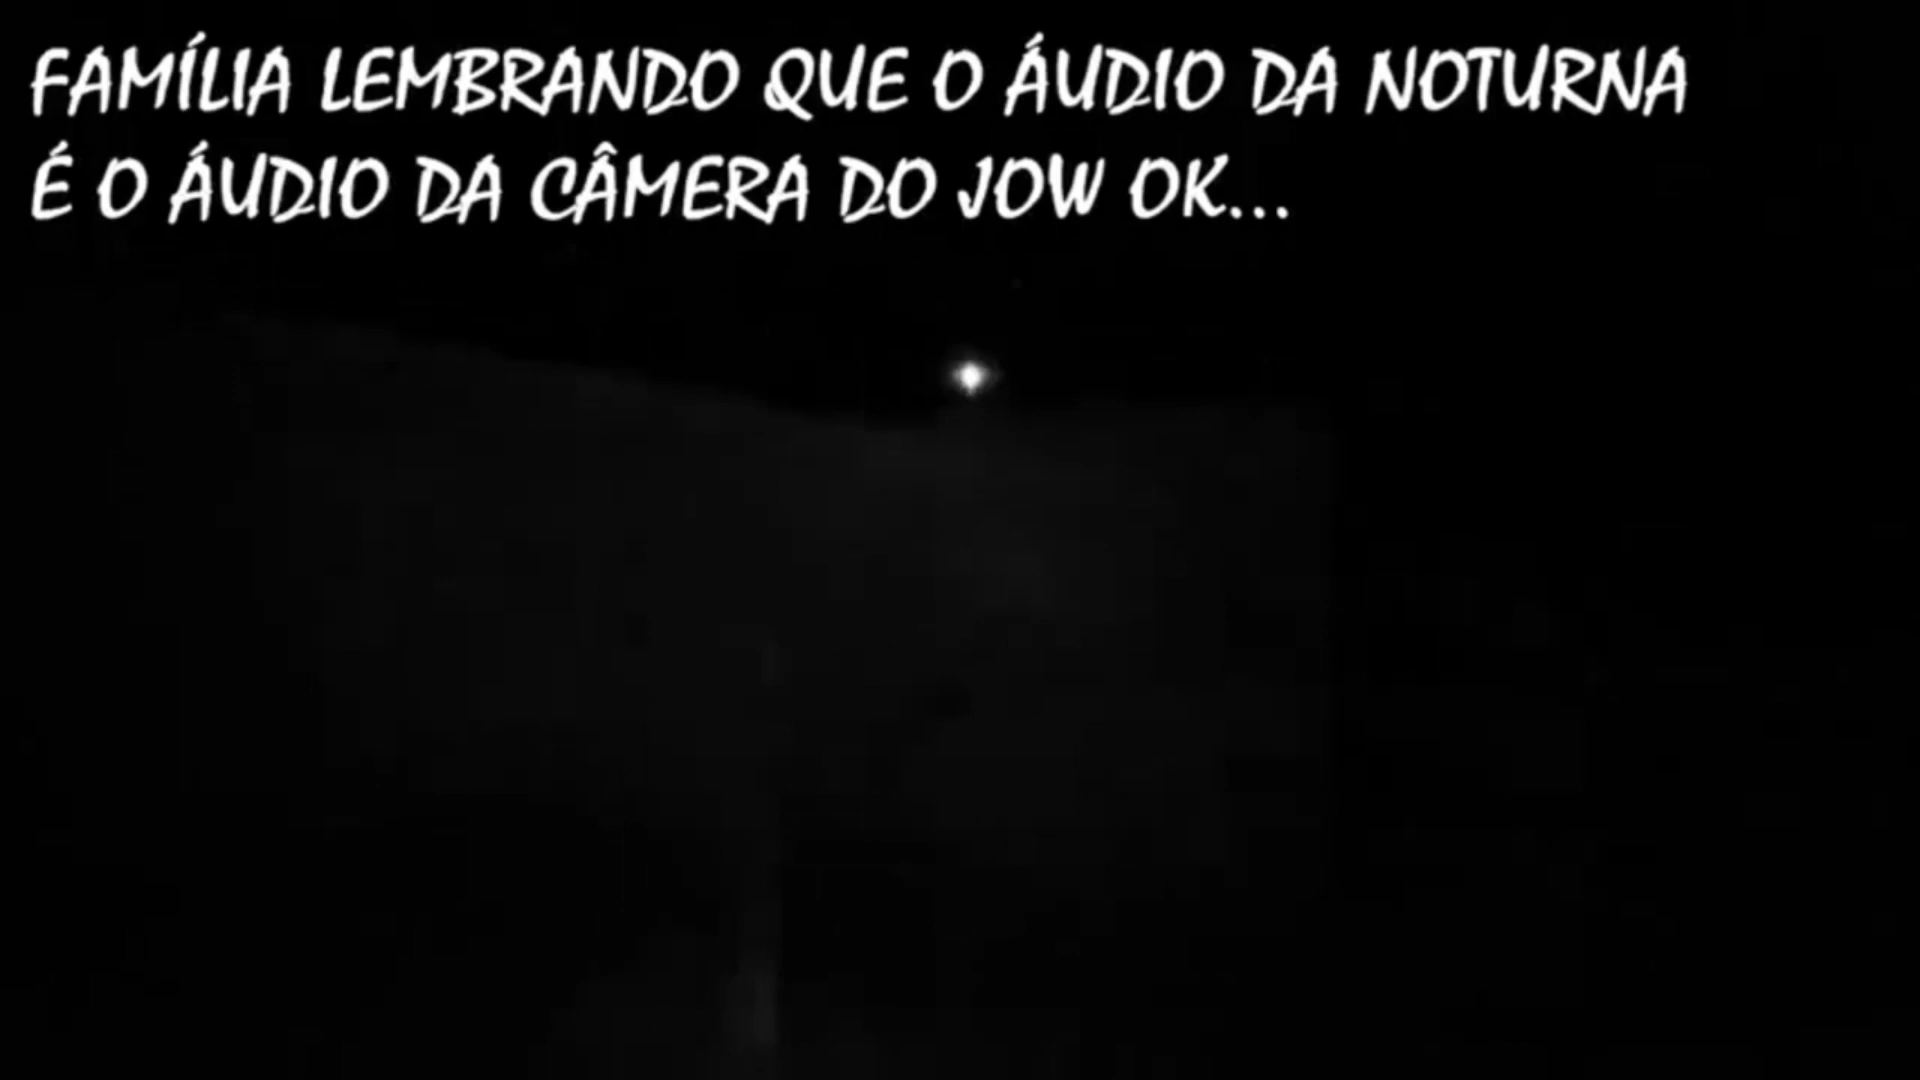 FAMÍLIA LEMBRANDO QUE O ÁUDIO DA NOTURNA
É O ÁUDIO DA CÂMERA DO JOW OK...